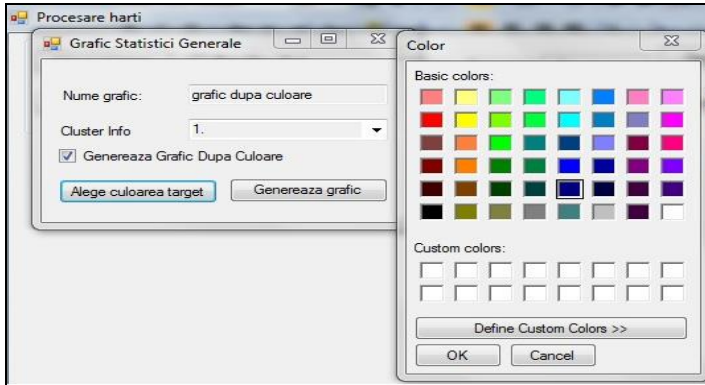 Procesare harti
Grafic Statistici Generale
Nume grafic:
grafic dupa culoare
Cluster Info
1.
Genereaza Grafic Dupa Culoare
Alege culoarea target
Genereaza grafic
Color
Basic colors:
Custom colors:
Define Custom Colors >>
OK
Cancel